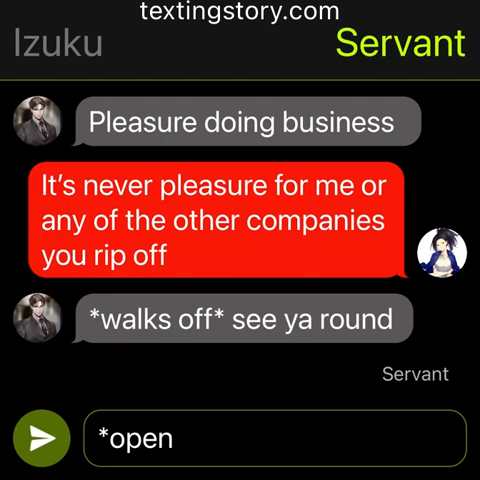 textingstory.com
Izuku
Servant
Pleasure doing business
It's never pleasure for me or
any of the other companies
you rip off
*walks off* see ya round
Servant
*open